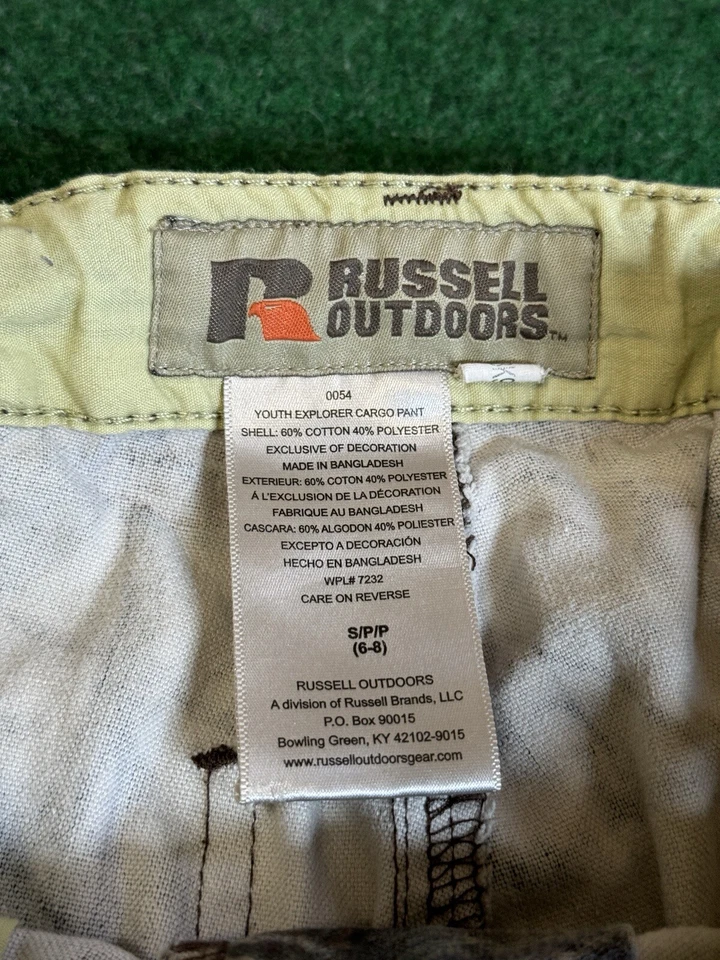 RUSSELL
OUTDOORS™
0054
YOUTH EXPLORER CARGO PANT
SHELL: 60% COTTON 40% POLYESTER
EXCLUSIVE OF DECORATION
MADE IN BANGLADESH
EXTERIEUR: 60% COTON 40% POLYESTER
Á L'EXCLUSION DE LA DÉCORATION
FABRIQUE AU BANGLADESH
CASCARA: 60% ALGODON 40% POLIESTER
EXCEPTO A DECORACIÓN
HECHO EN BANGLADESH
WPL# 7232
CARE ON REVERSE
S/P/P
(6-8)
RUSSELL OUTDOORS
A division of Russell Brands, LLC
P.O. Box 90015
Bowling Green, KY 42102-9015
www.russelloutdoorsgear.com